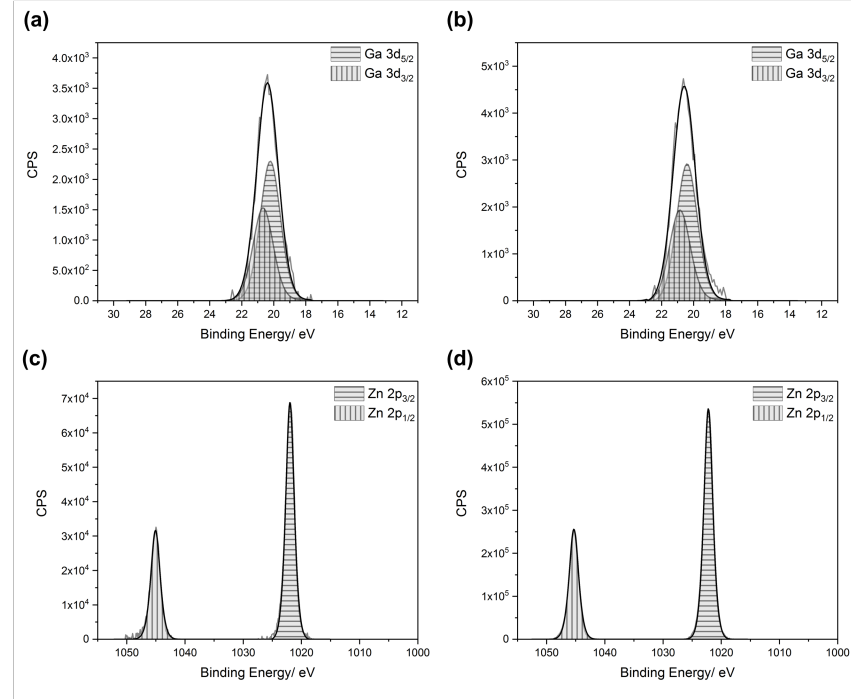 (a)
Ga 3d5/2
Ga 3d3/2
4.0x10³
3.5x10³
3.0x10³
2.5x10³
2.0x10³
1.5x10³
1.0x10³
5.0x10²
0.0
CPS
30 28 26 24 22 20 18 16 14 12
Binding Energy/ eV
(b)
Ga 3d5/2
Ga 3d3/2
5x10³
4x10³
3x10³
2x10³
1x10³
0
CPS
30 28 26 24 22 20 18 16 14 12
Binding Energy/ eV
(c)
Zn 2p3/2
Zn 2p1/2
7x10⁴
6x10⁴
5x10⁴
4x10⁴
3x10⁴
2x10⁴
1x10⁴
0
CPS
1050 1040 1030 1020 1010 1000
Binding Energy/ eV
(d)
Zn 2p3/2
Zn 2p1/2
6x10⁵
5x10⁵
4x10⁵
3x10⁵
2x10⁵
1x10⁵
0
CPS
1050 1040 1030 1020 1010 1000
Binding Energy/ eV